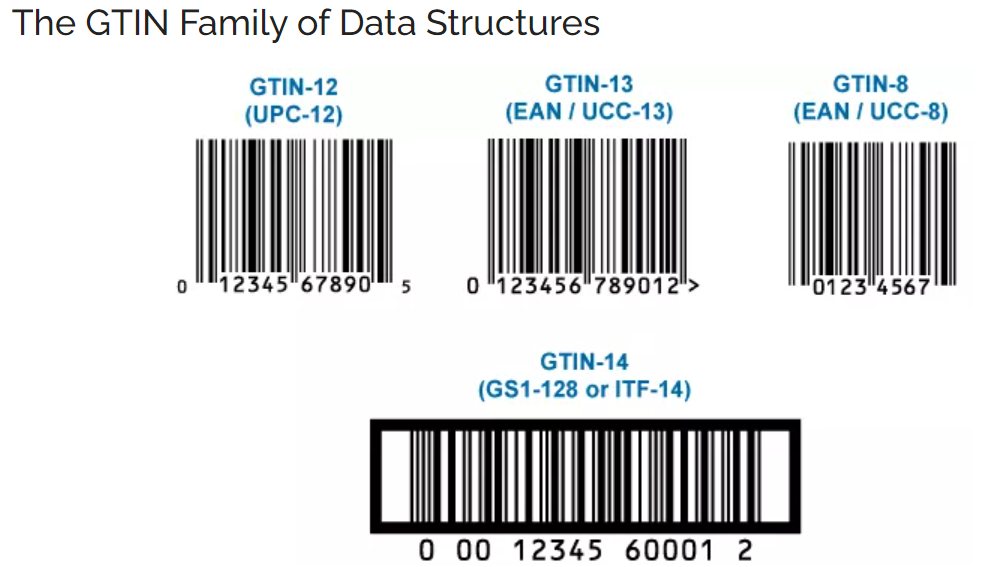 The GTIN Family of Data Structures
GTIN-12
(UPC-12)
0 12345 67890 5
GTIN-13
(EAN / UCC-13)
0 123456 789012 >
GTIN-8
(EAN / UCC-8)
0123 4567
GTIN-14
(GS1-128 or ITF-14)
0 00 12345 60001 2